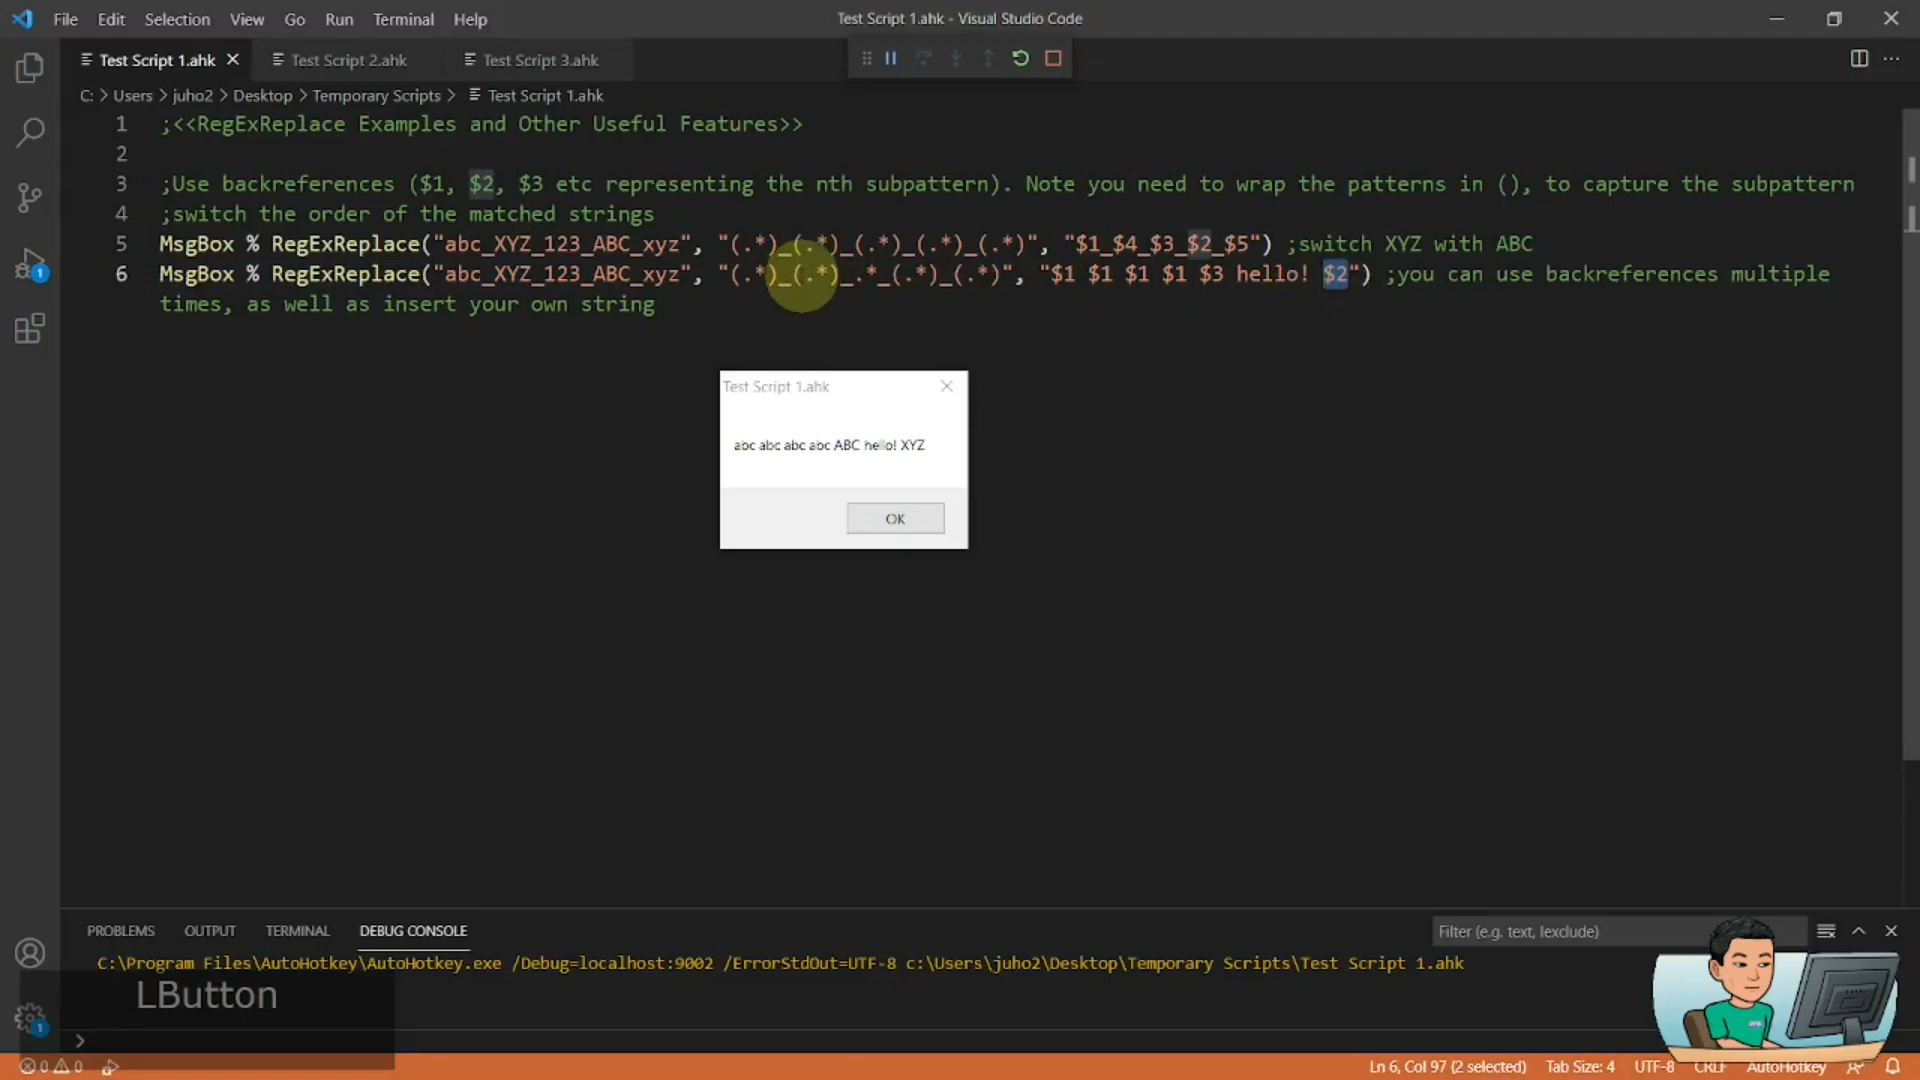 File Edit Selection View Go Run Terminal Help
Test Script 1.ahk - Visual Studio Code
Test Script 1.ahk
Test Script 2.ahk
Test Script 3.ahk
C: > Users > juho2 > Desktop > Temporary Scripts > Test Script 1.ahk
1 ;<<RegExReplace Examples and Other Useful Features>>
2
3 ;Use backreferences ($1, $2, $3 etc representing the nth subpattern). Note you need to wrap the patterns in (), to capture the subpattern
4 ;switch the order of the matched strings
5 MsgBox % RegExReplace("abc_XYZ_123_ABC_xyz", "(.*)_(.*)_(.*)_(.*)_(.*)", "$1_$4_$3_$2_$5") ;switch XYZ with ABC
6 MsgBox % RegExReplace("abc_XYZ_123_ABC_xyz", "(.*)_(.*)_.*_(.*)_(.*)", "$1 $1 $1 $1 $3 hello! $2") ;you can use backreferences multiple
times, as well as insert your own string
Test Script 1.ahk
abc abc abc abc ABC hello! XYZ
OK
1
PROBLEMS OUTPUT TERMINAL DEBUG CONSOLE
Filter (e.g. text, !exclude)
C:\Program Files\AutoHotkey\AutoHotkey.exe /Debug=localhost:9002 /ErrorStdOut=UTF-8 c:\Users\juho2\Desktop\Temporary Scripts\Test Script 1.ahk
LButton
1
0 0
Ln 6, Col 97 (2 selected) Tab Size: 4 UTF-8 CRLF AutoHotkey